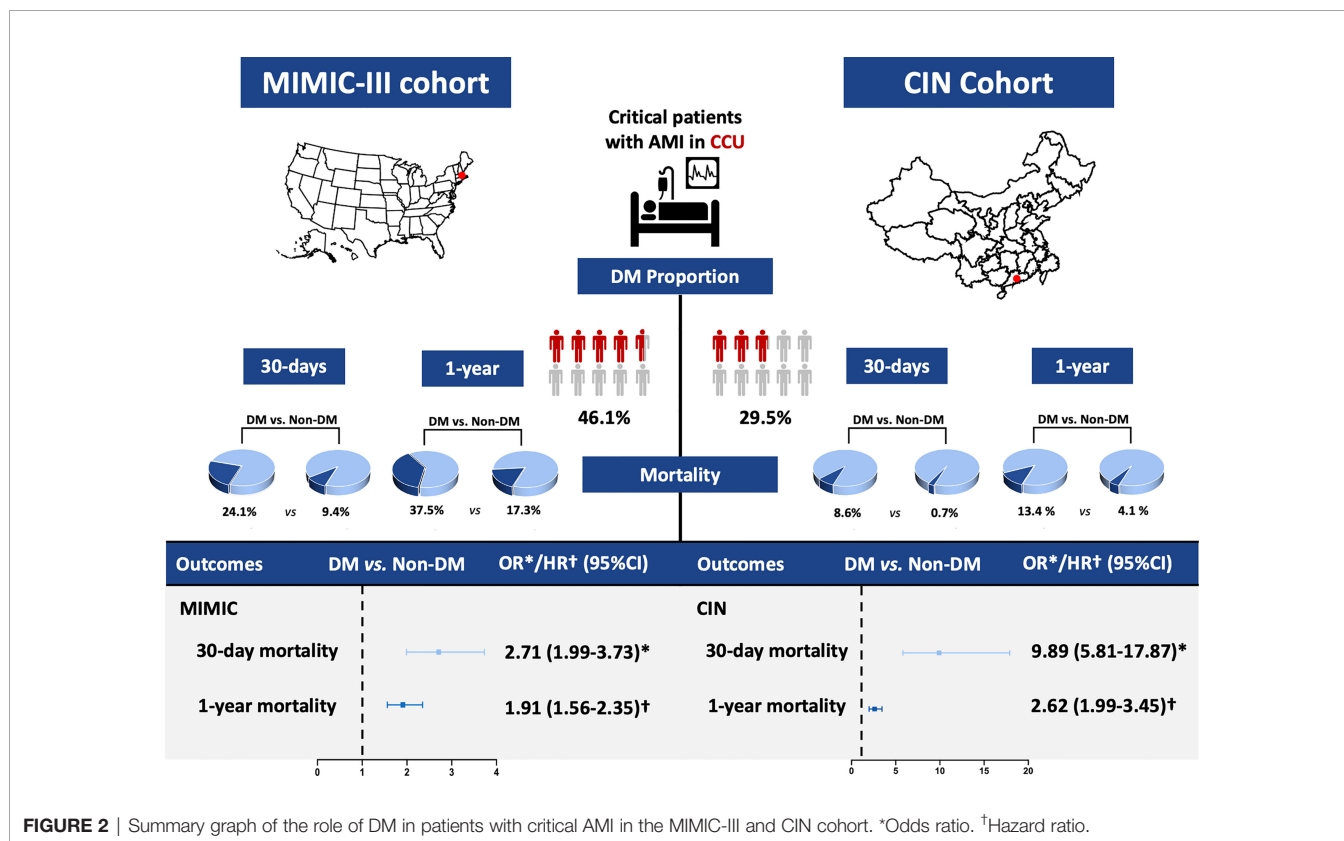 MIMIC-III cohort
CIN Cohort
Critical patients
with AMI in CCU
DM Proportion
30-days
1-year
46.1%
29.5%
30-days
1-year
DM vs. Non-DM
DM vs. Non-DM
DM vs. Non-DM
DM vs. Non-DM
Mortality
24.1% vs 9.4%
37.5% vs 17.3%
8.6% vs 0.7%
13.4 % vs 4.1 %
Outcomes DM vs. Non-DM OR*/HR† (95%CI)
MIMIC
30-day mortality 2.71 (1.99-3.73)*
1-year mortality 1.91 (1.56-2.35)†
0 1 2 3 4
Outcomes DM vs. Non-DM OR*/HR† (95%CI)
CIN
30-day mortality 9.89 (5.81-17.87)*
1-year mortality 2.62 (1.99-3.45)†
0 5 10 15 20
FIGURE 2 | Summary graph of the role of DM in patients with critical AMI in the MIMIC-III and CIN cohort. *Odds ratio. †Hazard ratio.